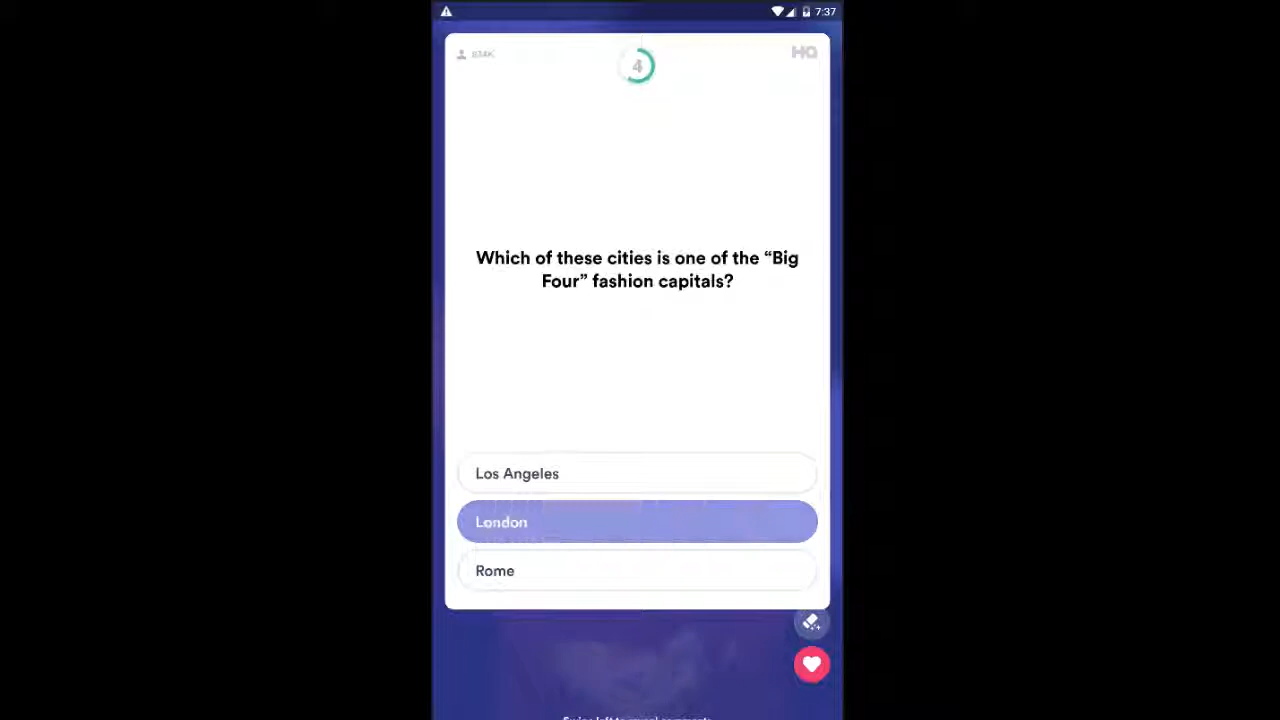 7:37
4
HQ
Which of these cities is one of the “Big
Four” fashion capitals?
Los Angeles
London
Rome